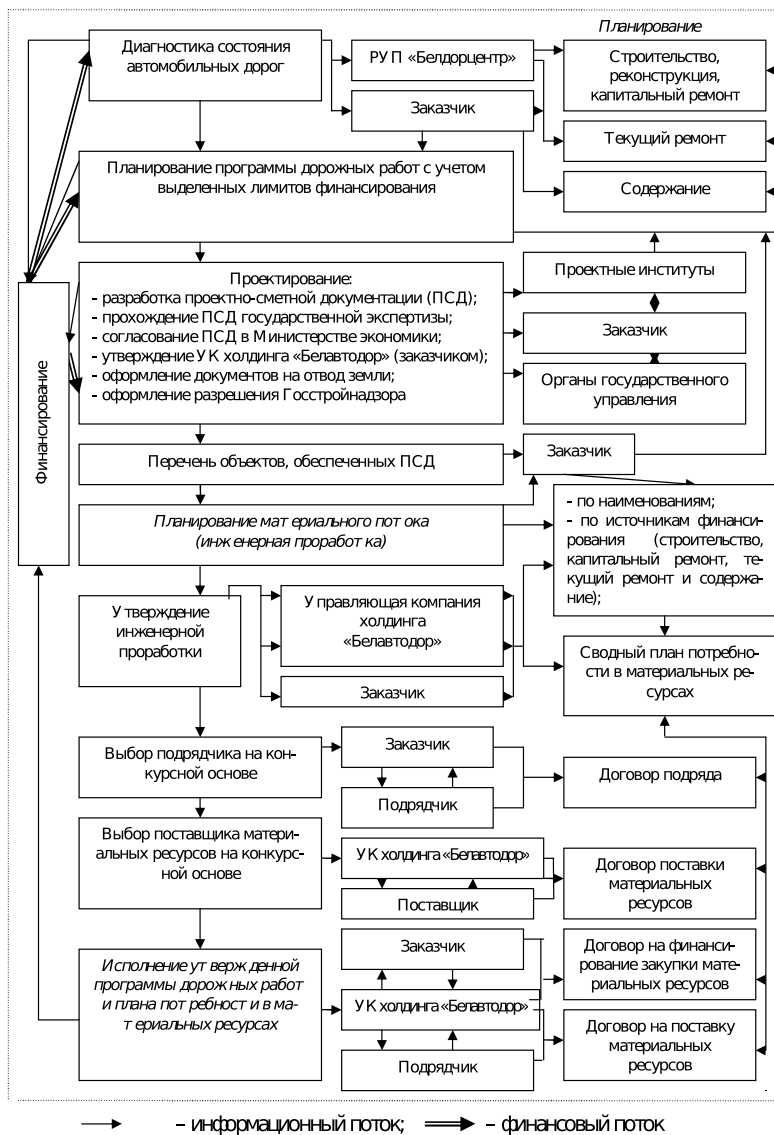 Планирование
Диагностика состояния
автомобильных дорог
РУП «Белдорцентр»
Заказчик
Строительство,
реконструкция,
капитальный ремонт
Текущий ремонт
Содержание
Планирование программы дорожных работ с учетом
выделенных лимитов финансирования
Финансирование
Проектирование:
- разработка проектно-сметной документации (ПСД);
- прохождение ПСД государственной экспертизы;
- согласование ПСД в Министерстве экономики;
- утверждение УК холдинга «Белавтодор» (заказчиком);
- оформление документов на отвод земли;
- оформление разрешения Госстройнадзора
Проектные институты
Заказчик
Органы государственного
управления
Перечень объектов, обеспеченных ПСД
Заказчик
Планирование материального потока
(инженерная проработка)
- по наименованиям;
- по источникам финанси-
рования (строительство,
капитальный ремонт, те-
кущий ремонт и содержа-
ние);
Утверждение
инженерной
проработки
Управляющая компания
холдинга
«Белавтодор»
Заказчик
Сводный план потребно-
сти в материальных ре-
сурсах
Выбор подрядчика на кон-
курсной основе
Заказчик
Подрядчик
Договор подряда
Выбор поставщика матери-
альных ресурсов на конкурс-
ной основе
УК холдинга «Белавтодор»
Поставщик
Договор поставки
материальных
ресурсов
Исполнение утвержденной
программы дорожных работ
и плана потребности в ма-
териальных ресурсах
Заказчик
УК холдинга «Белавтодор»
Подрядчик
Договор на финанси-
рование закупки мате-
риальных ресурсов
Договор на поставку
материальных
ресурсов
– информационный поток; – финансовый поток